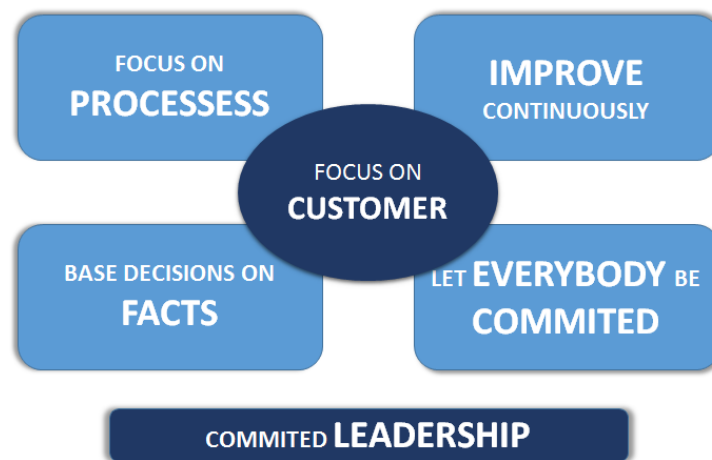 FOCUS ON
PROCESSESS
IMPROVE
CONTINUOUSLY
FOCUS ON
CUSTOMER
BASE DECISIONS ON
FACTS
LET EVERYBODY BE
COMMITED
COMMITED LEADERSHIP